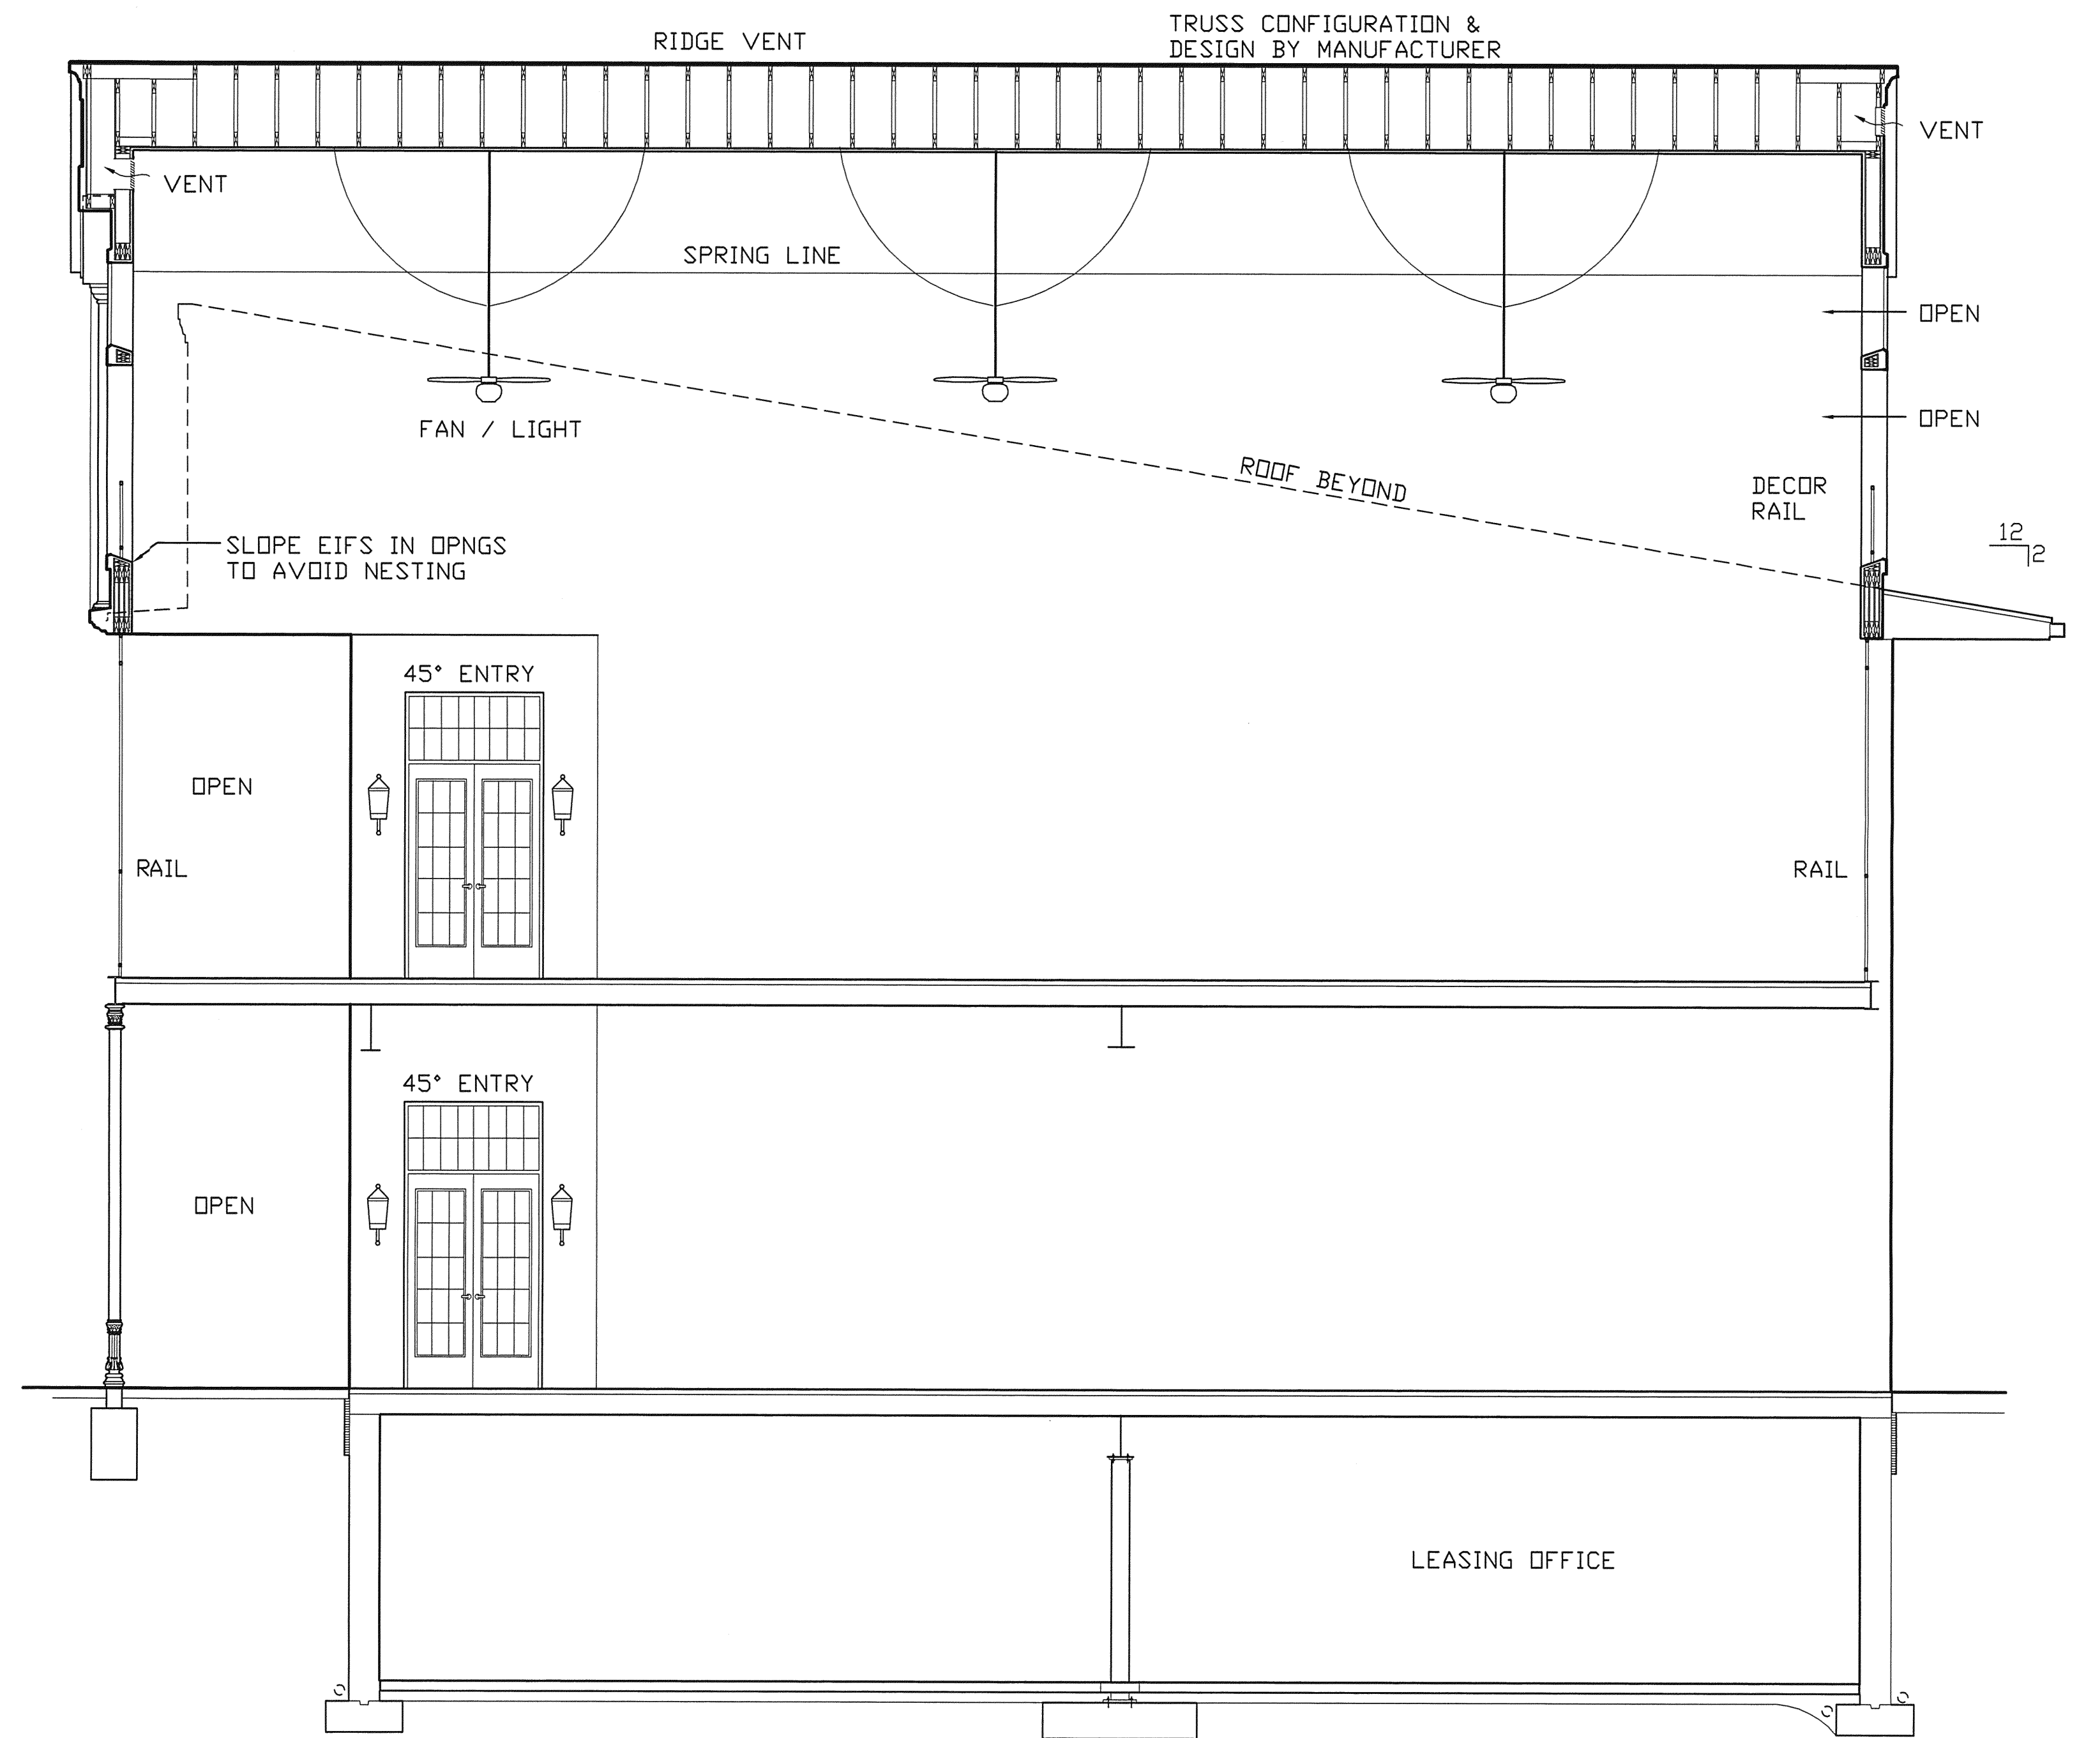 RIDGE VENT
TRUSS CONFIGURATION &
DESIGN BY MANUFACTURER
VENT
VENT
SPRING LINE
OPEN
OPEN
FAN / LIGHT
ROOF BEYOND
DECOR
RAIL
12
2
SLOPE EIFS IN OPNGS
TO AVOID NESTING
45° ENTRY
OPEN
RAIL
RAIL
45° ENTRY
OPEN
LEASING OFFICE